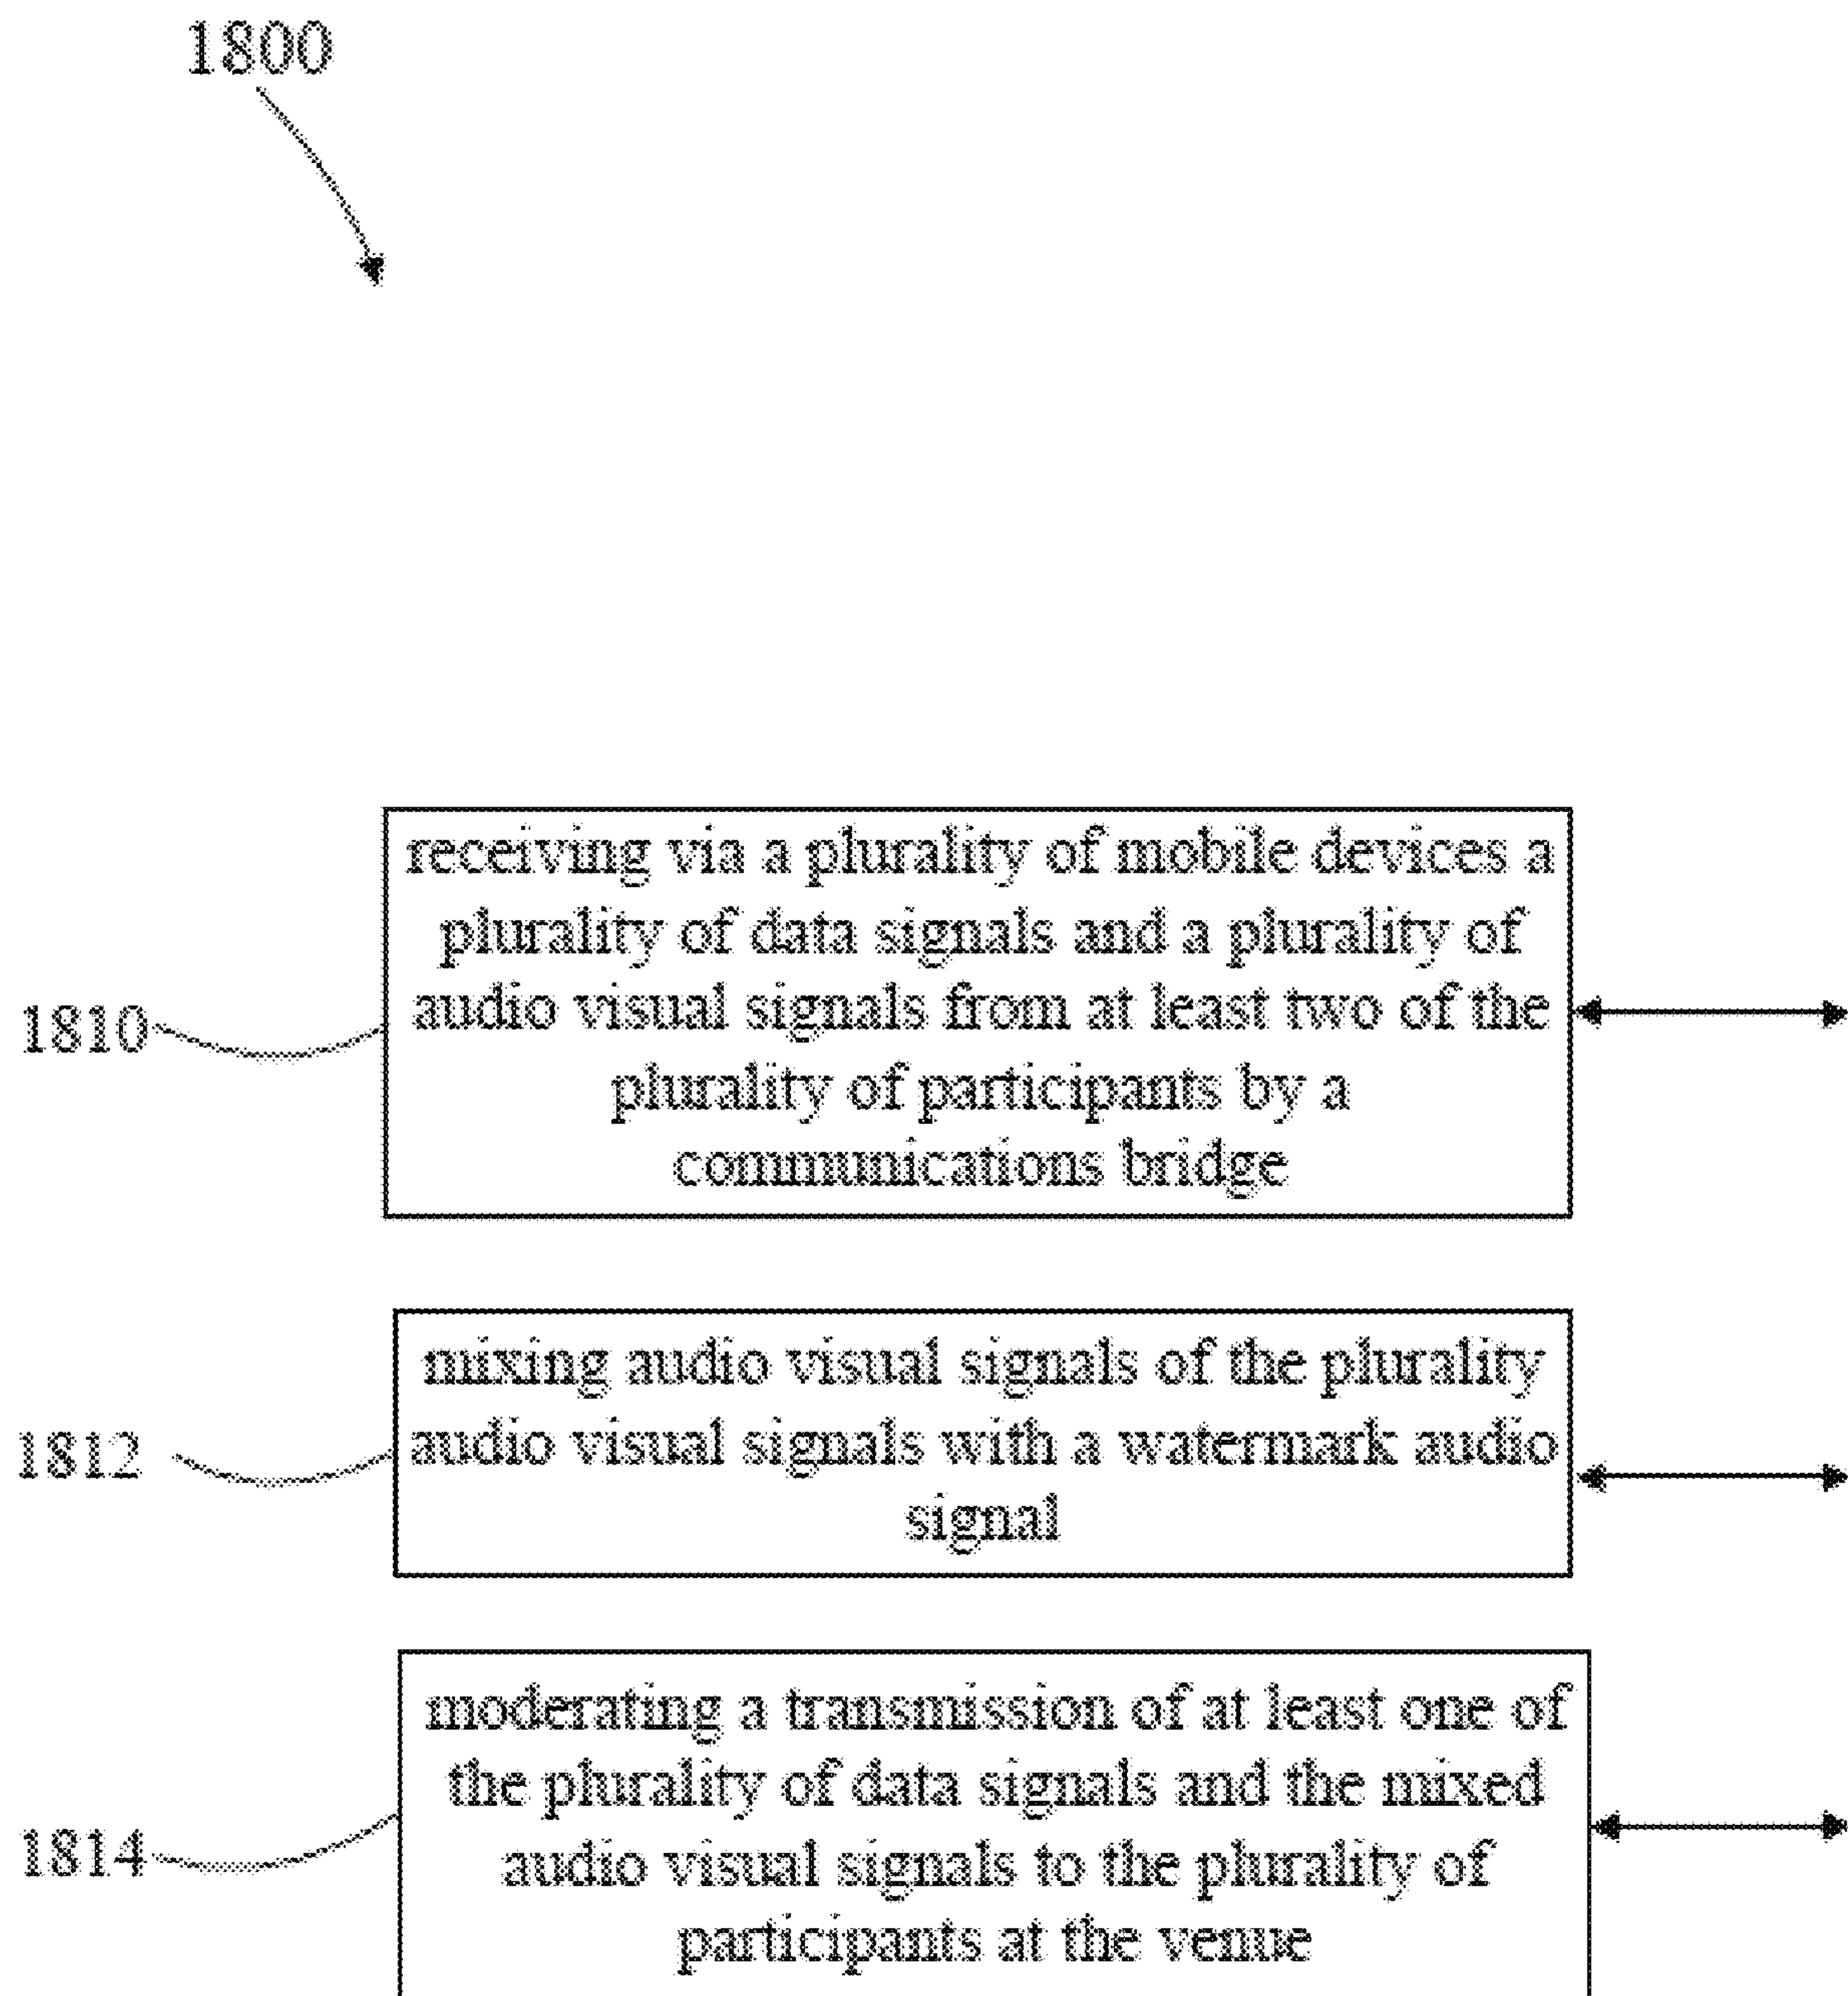 1800
receiving via a plurality of mobile devices a
plurality of data signals and a plurality of
audio visual signals from at least two of the
1810
plurality of participants by a
communications bridge
mixing audio visual signals of the plurality
1812
audio visual signals with a watermark audio
signal
moderating a transmission of at least one of
the plurality of data signals and the mixed
1814
audio visual signals to the plurality of
participants at the venue